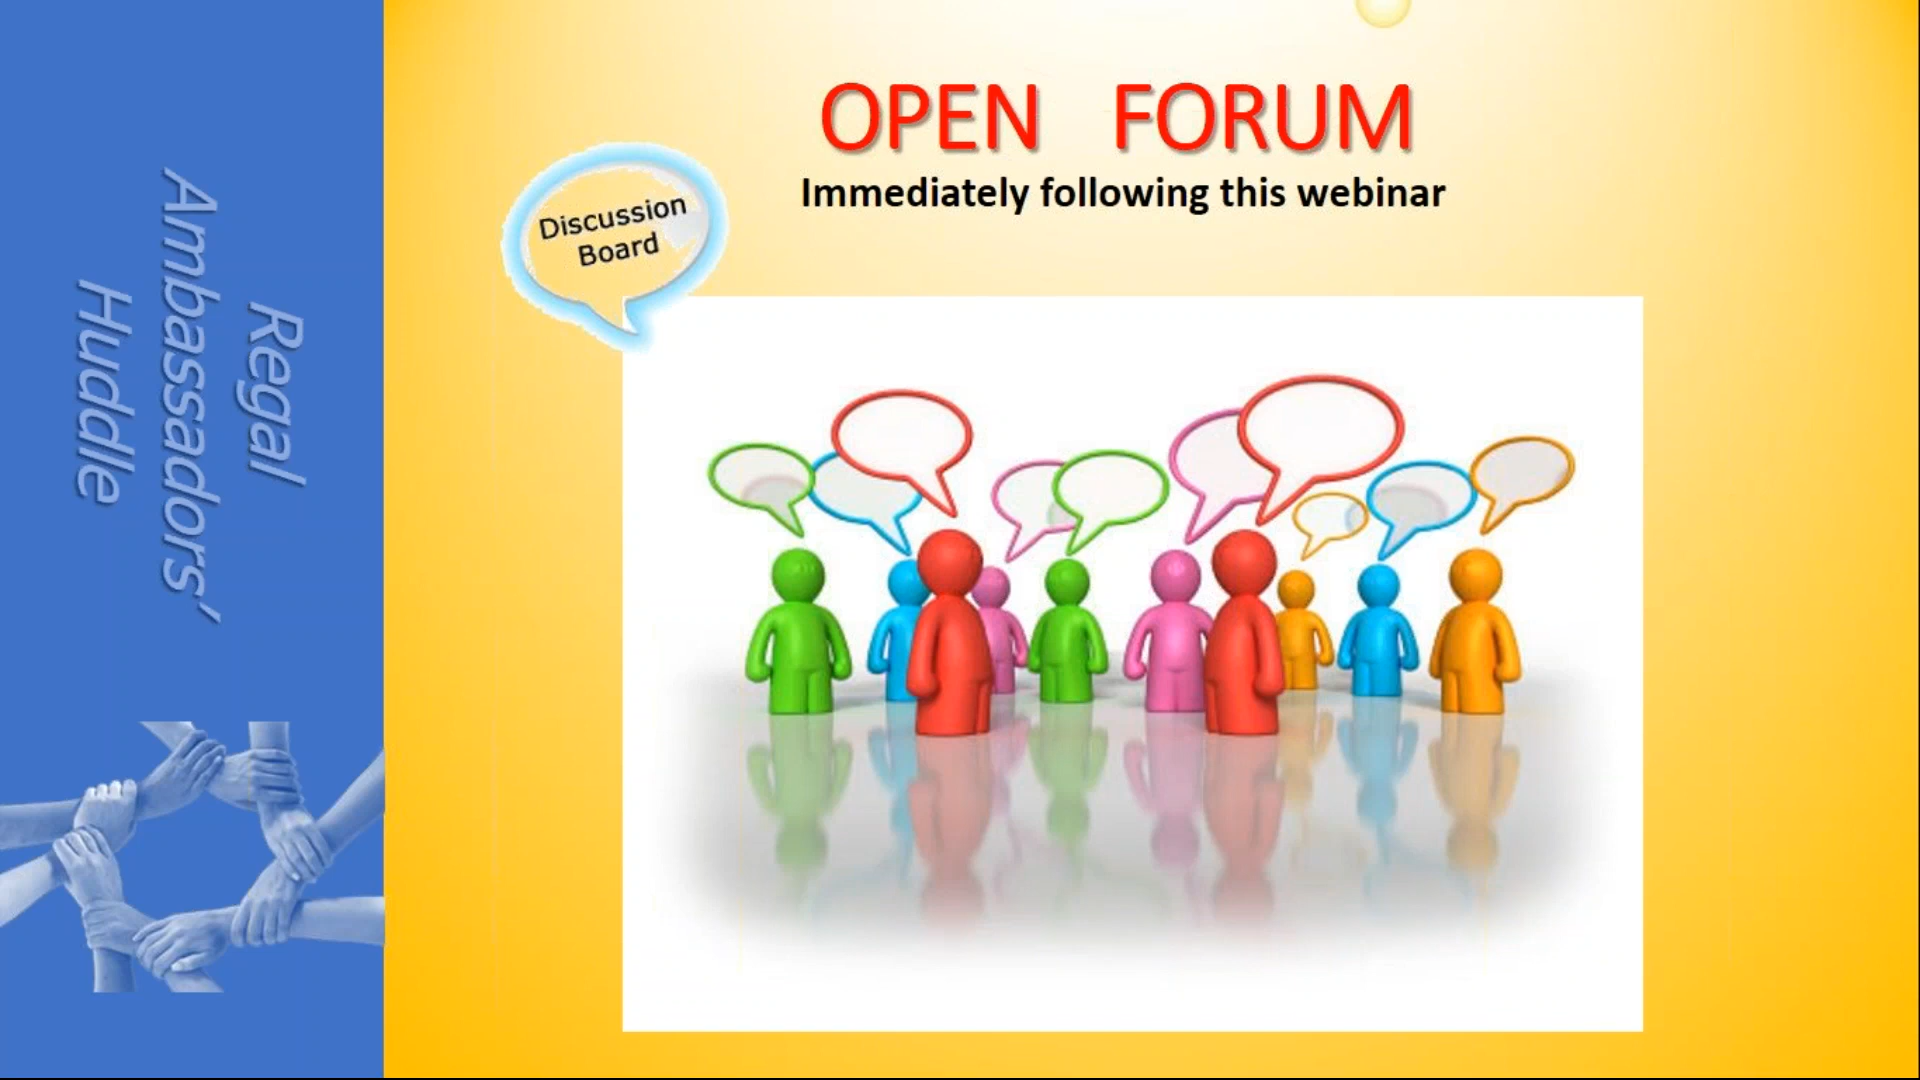 OPEN FORUM
Immediately following this webinar
Discussion
Board
Regal
Ambassadors'
Huddle